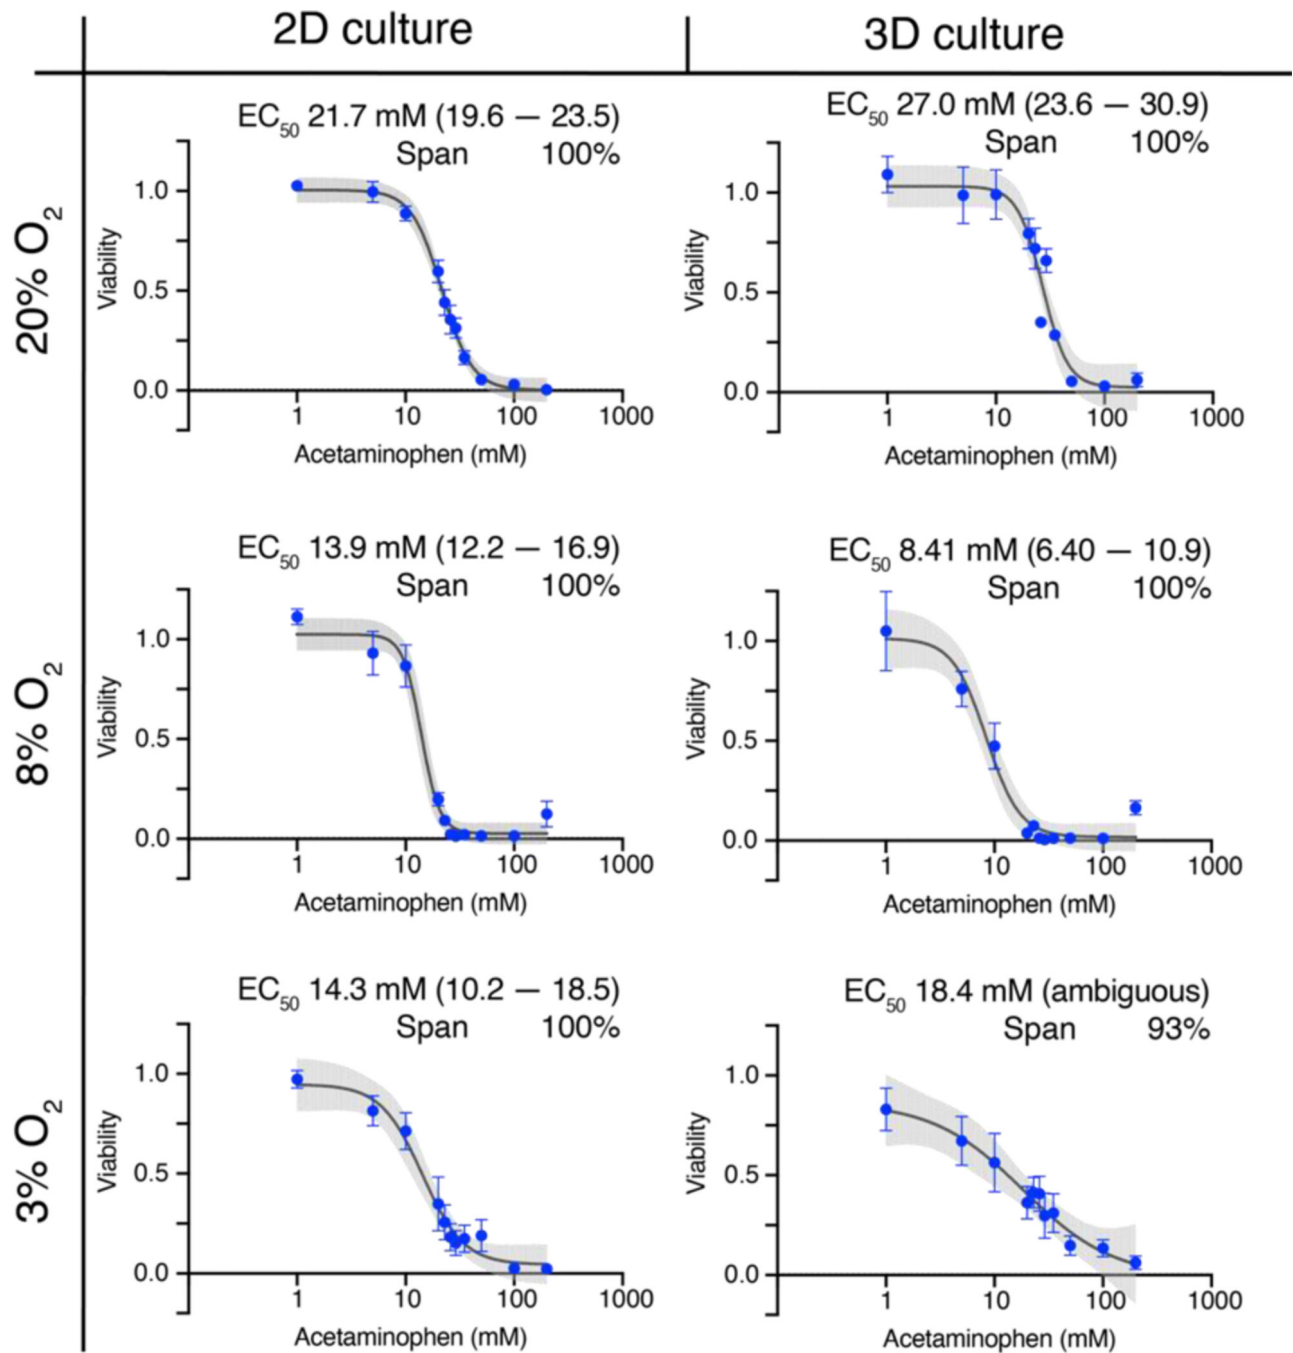 2D culture
3D culture
20% O2
EC50 21.7 mM (19.6 — 23.5)
Span 100%
1.0
0.5
0.0
Viability
1 10 100 1000
Acetaminophen (mM)
EC50 27.0 mM (23.6 — 30.9)
Span 100%
1.0
0.5
0.0
Viability
1 10 100 1000
Acetaminophen (mM)
8% O2
EC50 13.9 mM (12.2 — 16.9)
Span 100%
1.0
0.5
0.0
Viability
1 10 100 1000
Acetaminophen (mM)
EC50 8.41 mM (6.40 — 10.9)
Span 100%
1.0
0.5
0.0
Viability
1 10 100 1000
Acetaminophen (mM)
3% O2
EC50 14.3 mM (10.2 — 18.5)
Span 100%
1.0
0.5
0.0
Viability
1 10 100 1000
Acetaminophen (mM)
EC50 18.4 mM (ambiguous)
Span 93%
1.0
0.5
0.0
Viability
1 10 100 1000
Acetaminophen (mM)